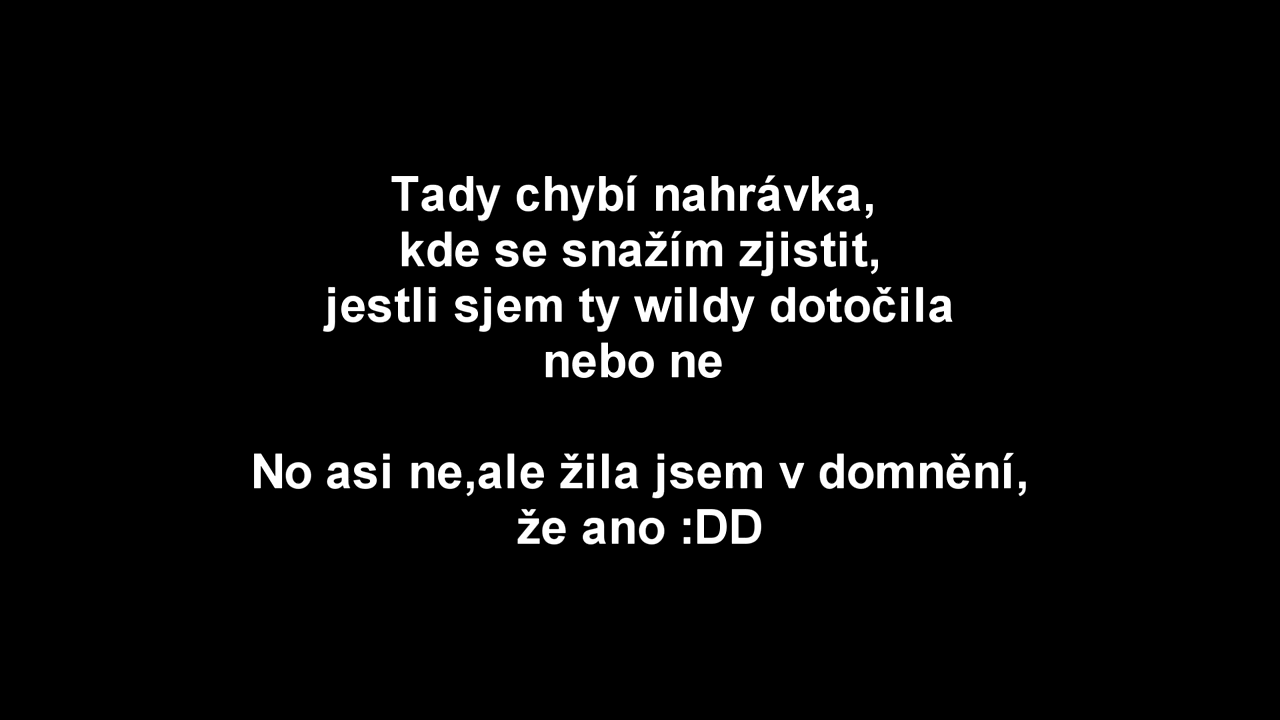 Tady chybí nahrávka,
kde se snažím zjistit,
jestli sjem ty wildy dotočila
nebo ne
No asi ne,ale žila jsem v domnění,
že ano :DD